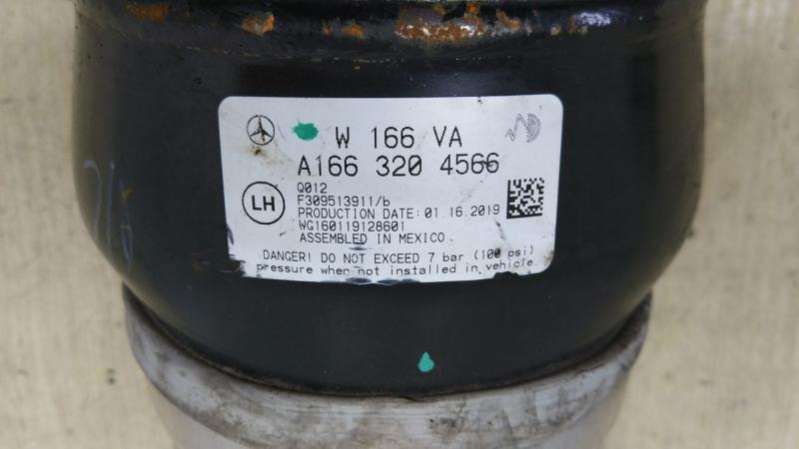 W 166 VA
A166 320 4566
Q012
F309513911/b
LH
PRODUCTION DATE: 01.16.2019
WG160119128601
ASSEMBLED IN MEXICO
DANGER! DO NOT EXCEED 7 bar (100 psi)
pressure when not installed in vehicle.